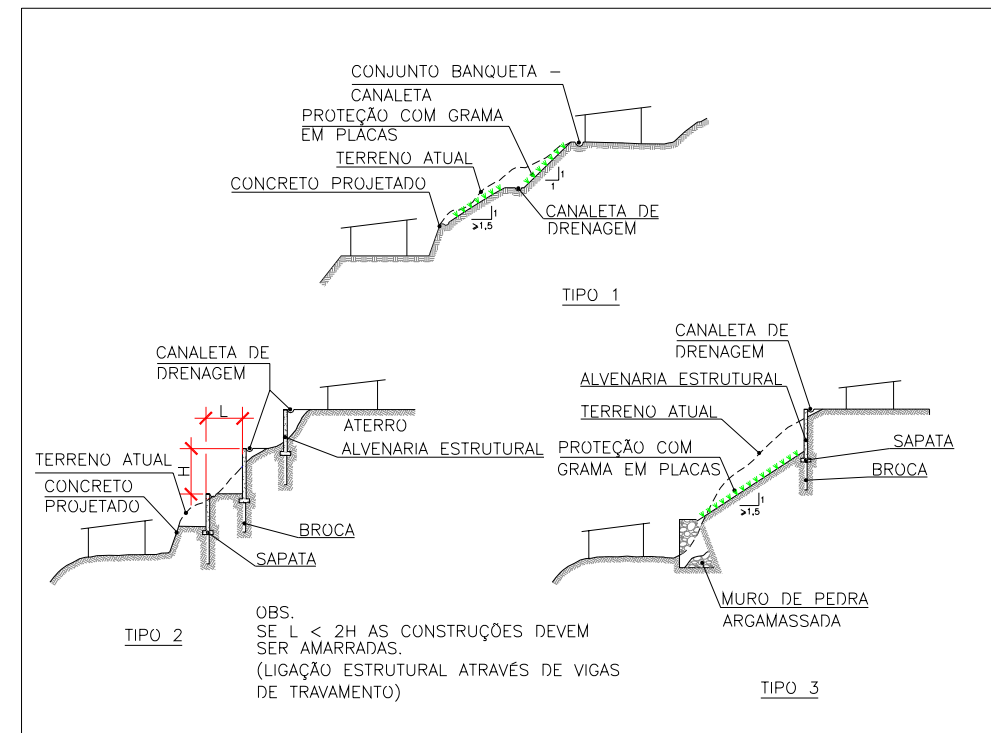 CONJUNTO BANQUETA –
CANALETA
PROTEÇÃO COM GRAMA
EM PLACAS
TERRENO ATUAL
CONCRETO PROJETADO
1
1
CANALETA DE
DRENAGEM
1
≥1,5
TIPO 1
CANALETA DE
DRENAGEM
L
ATERRO
ALVENARIA ESTRUTURAL
TERRENO ATUAL
H
CONCRETO
PROJETADO
BROCA
SAPATA
TIPO 2
OBS.
SE L < 2H AS CONSTRUÇÕES DEVEM
SER AMARRADAS.
(LIGAÇÃO ESTRUTURAL ATRAVÉS DE VIGAS
DE TRAVAMENTO)
CANALETA DE
DRENAGEM
ALVENARIA ESTRUTURAL
TERRENO ATUAL
PROTEÇÃO COM
GRAMA EM PLACAS
SAPATA
BROCA
1
≥1,5
MURO DE PEDRA
ARGAMASSADA
TIPO 3